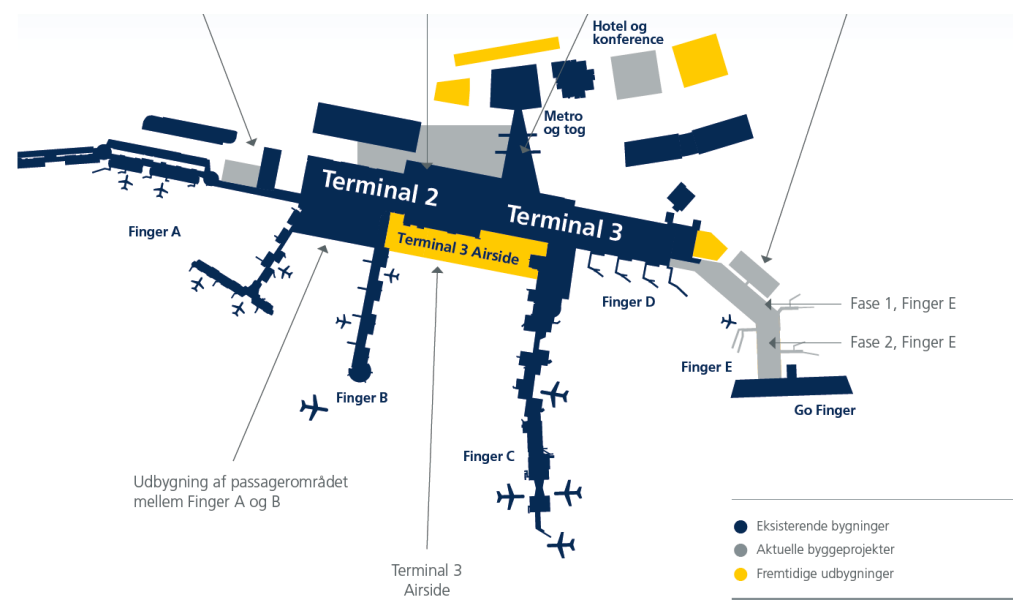 Hotel og
konference
Metro
og tog
Terminal 2
Terminal 3
Terminal 3 Airside
Finger A
Finger D
Fase 1, Finger E
Fase 2, Finger E
Finger E
Finger B
Go Finger
Finger C
Udbygning af passagerområdet
mellem Finger A og B
Terminal 3
Airside
Eksisterende bygninger
Aktuelle byggeprojekter
Fremtidige udbygninger